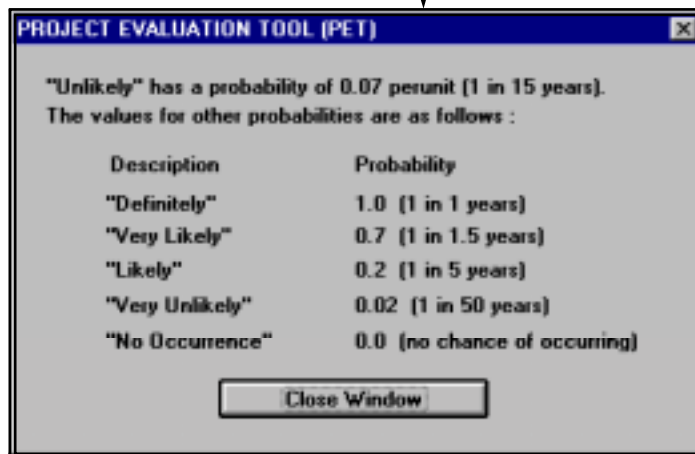 PROJECT EVALUATION TOOL (PET)
"Unlikely" has a probability of 0.07 perunit (1 in 15 years).
The values for other probabilities are as follows :
Description Probability
"Definitely" 1.0 (1 in 1 years)
"Very Likely" 0.7 (1 in 1.5 years)
"Likely" 0.2 (1 in 5 years)
"Very Unlikely" 0.02 (1 in 50 years)
"No Occurrence" 0.0 (no chance of occurring)
Close Window